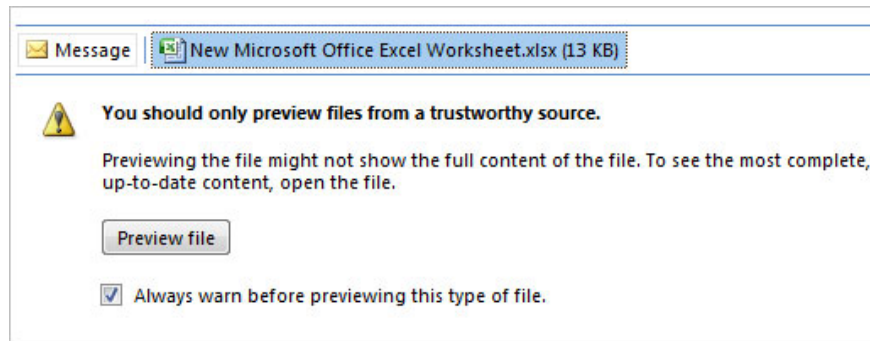 Message New Microsoft Office Excel Worksheet.xlsx (13 KB)
You should only preview files from a trustworthy source.
Previewing the file might not show the full content of the file. To see the most complete,
up-to-date content, open the file.
Preview file
Always warn before previewing this type of file.